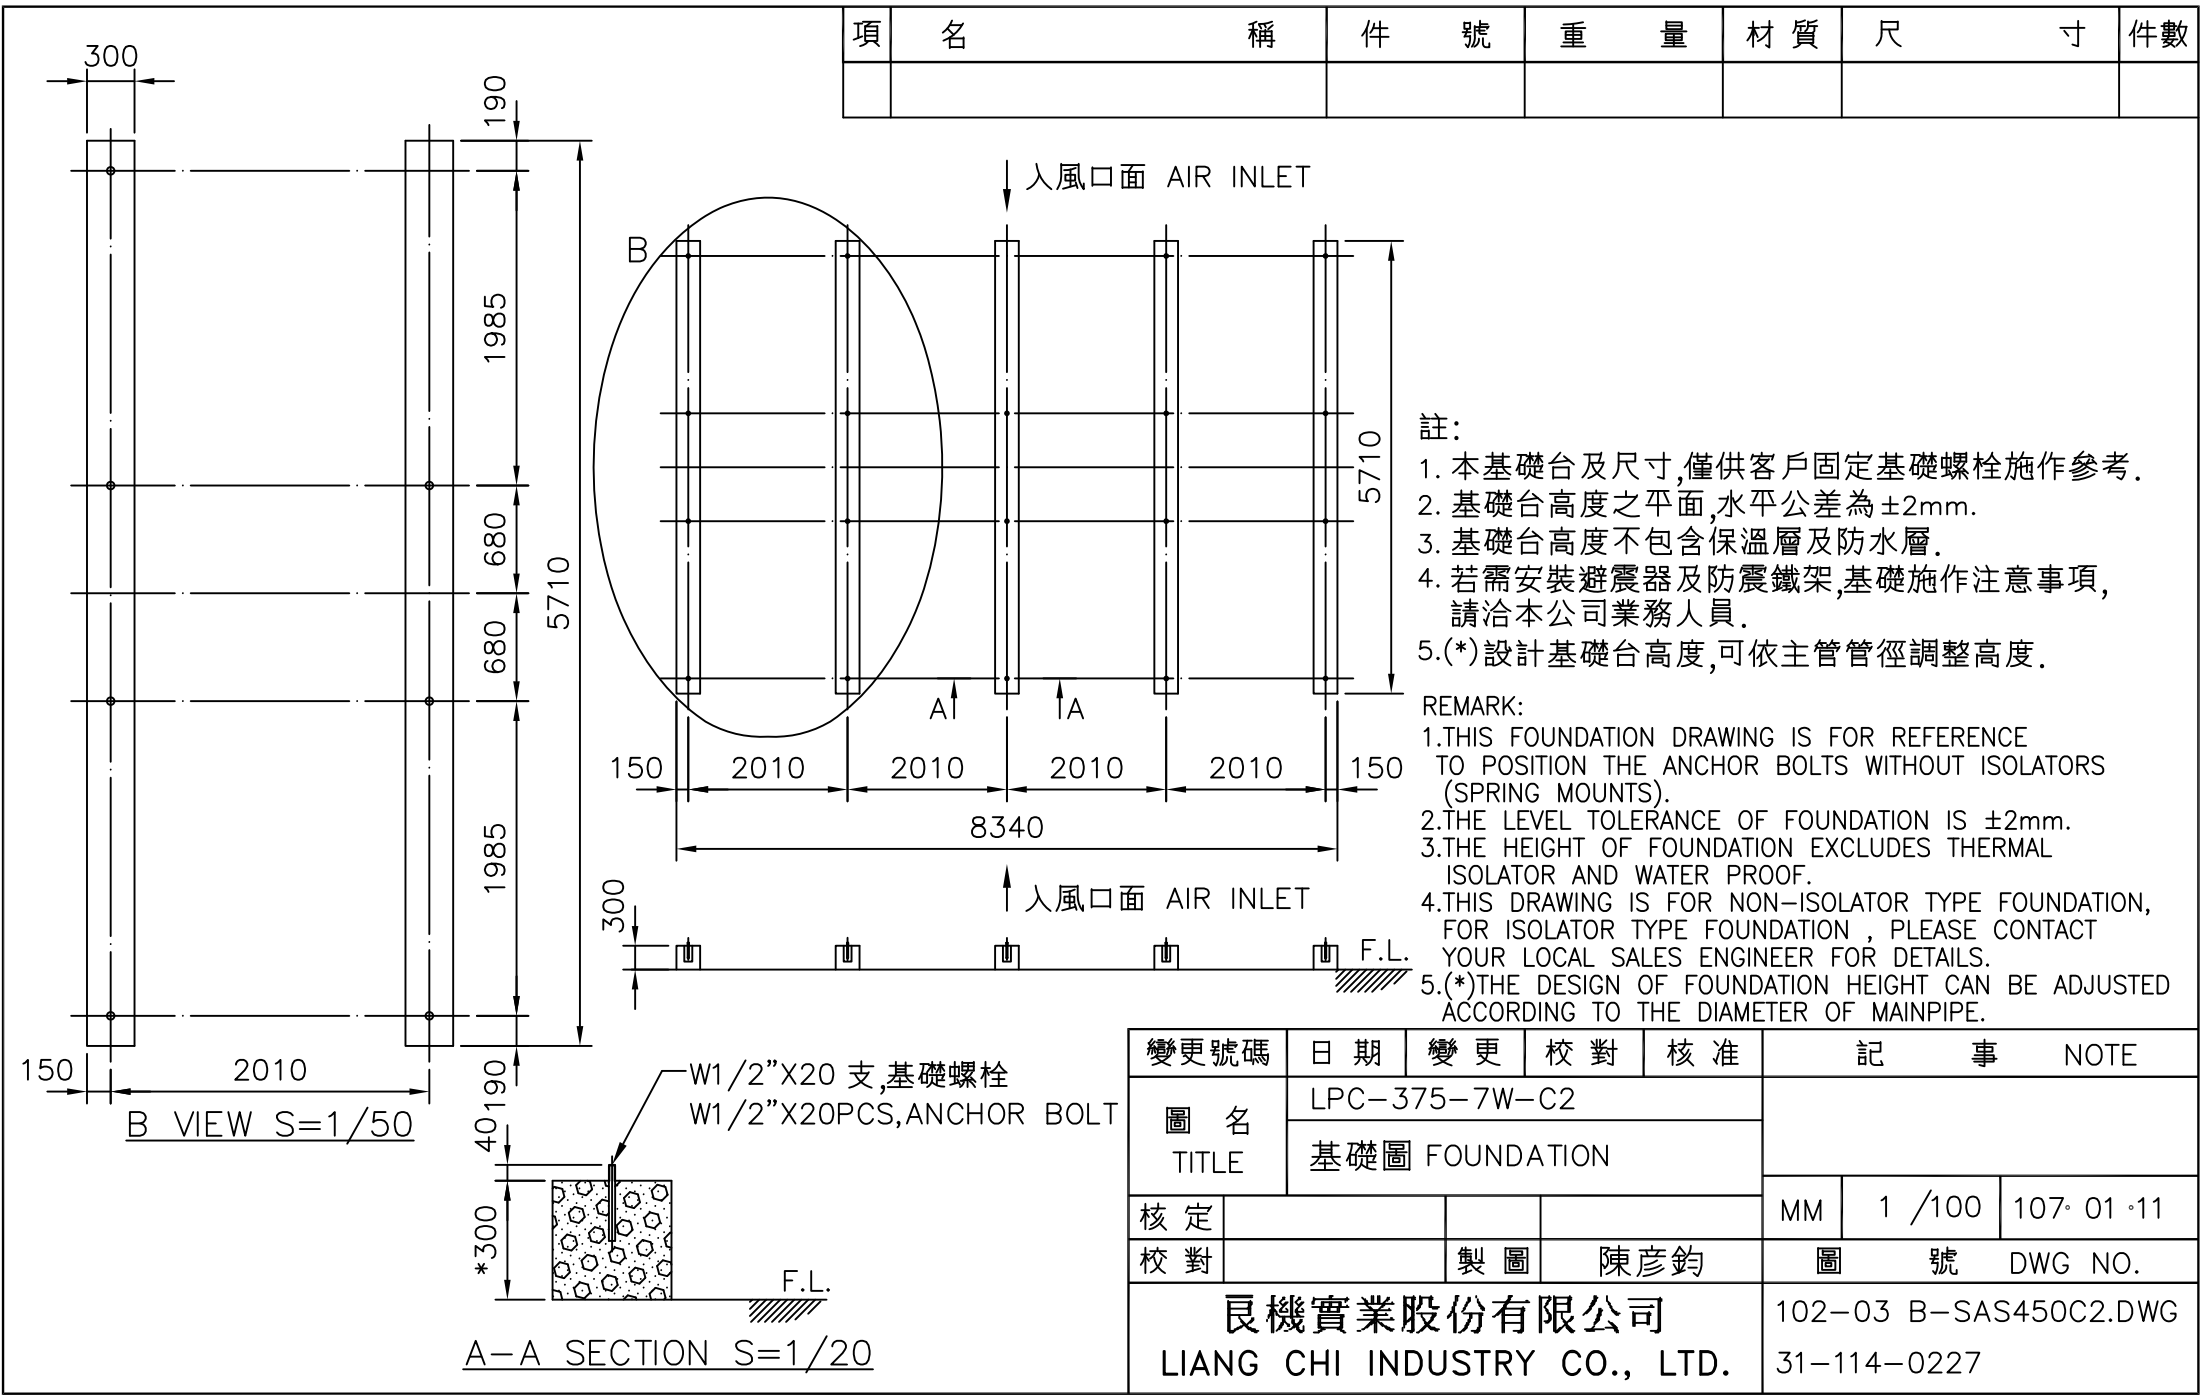 項 名 稱 件 號 重 量 材 質 尺 寸 件數
300
190
1985
680
680
1985
190
5710
150
2010
B VIEW S=1/50
入風口面 AIR INLET
B
5710
A A
150 2010 2010 2010 2010 150
8340
入風口面 AIR INLET
300
F.L.
W1/2"X20 支,基礎螺栓
W1/2"X20PCS,ANCHOR BOLT
40
*300
F.L.
A-A SECTION S=1/20
註:
1. 本基礎台及尺寸,僅供客戶固定基礎螺栓施作參考.
2. 基礎台高度之平面,水平公差為±2mm.
3. 基礎台高度不包含保溫層及防水層.
4. 若需安裝避震器及防震鐵架,基礎施作注意事項,
請洽本公司業務人員.
5.(*)設計基礎台高度,可依主管管徑調整高度.
REMARK:
1.THIS FOUNDATION DRAWING IS FOR REFERENCE
TO POSITION THE ANCHOR BOLTS WITHOUT ISOLATORS
(SPRING MOUNTS).
2.THE LEVEL TOLERANCE OF FOUNDATION IS ±2mm.
3.THE HEIGHT OF FOUNDATION EXCLUDES THERMAL
ISOLATOR AND WATER PROOF.
4.THIS DRAWING IS FOR NON-ISOLATOR TYPE FOUNDATION,
FOR ISOLATOR TYPE FOUNDATION , PLEASE CONTACT
YOUR LOCAL SALES ENGINEER FOR DETAILS.
5.(*)THE DESIGN OF FOUNDATION HEIGHT CAN BE ADJUSTED
ACCORDING TO THE DIAMETER OF MAINPIPE.
變更號碼 日 期 變 更 校 對 核 准 記 事 NOTE
圖 名
TITLE
LPC-375-7W-C2
基礎圖 FOUNDATION
MM 1 /100 107。01。11
核 定
校 對 製 圖 陳彦鈞 圖 號 DWG NO.
良機實業股份有限公司
LIANG CHI INDUSTRY CO., LTD.
102-03 B-SAS450C2.DWG
31-114-0227